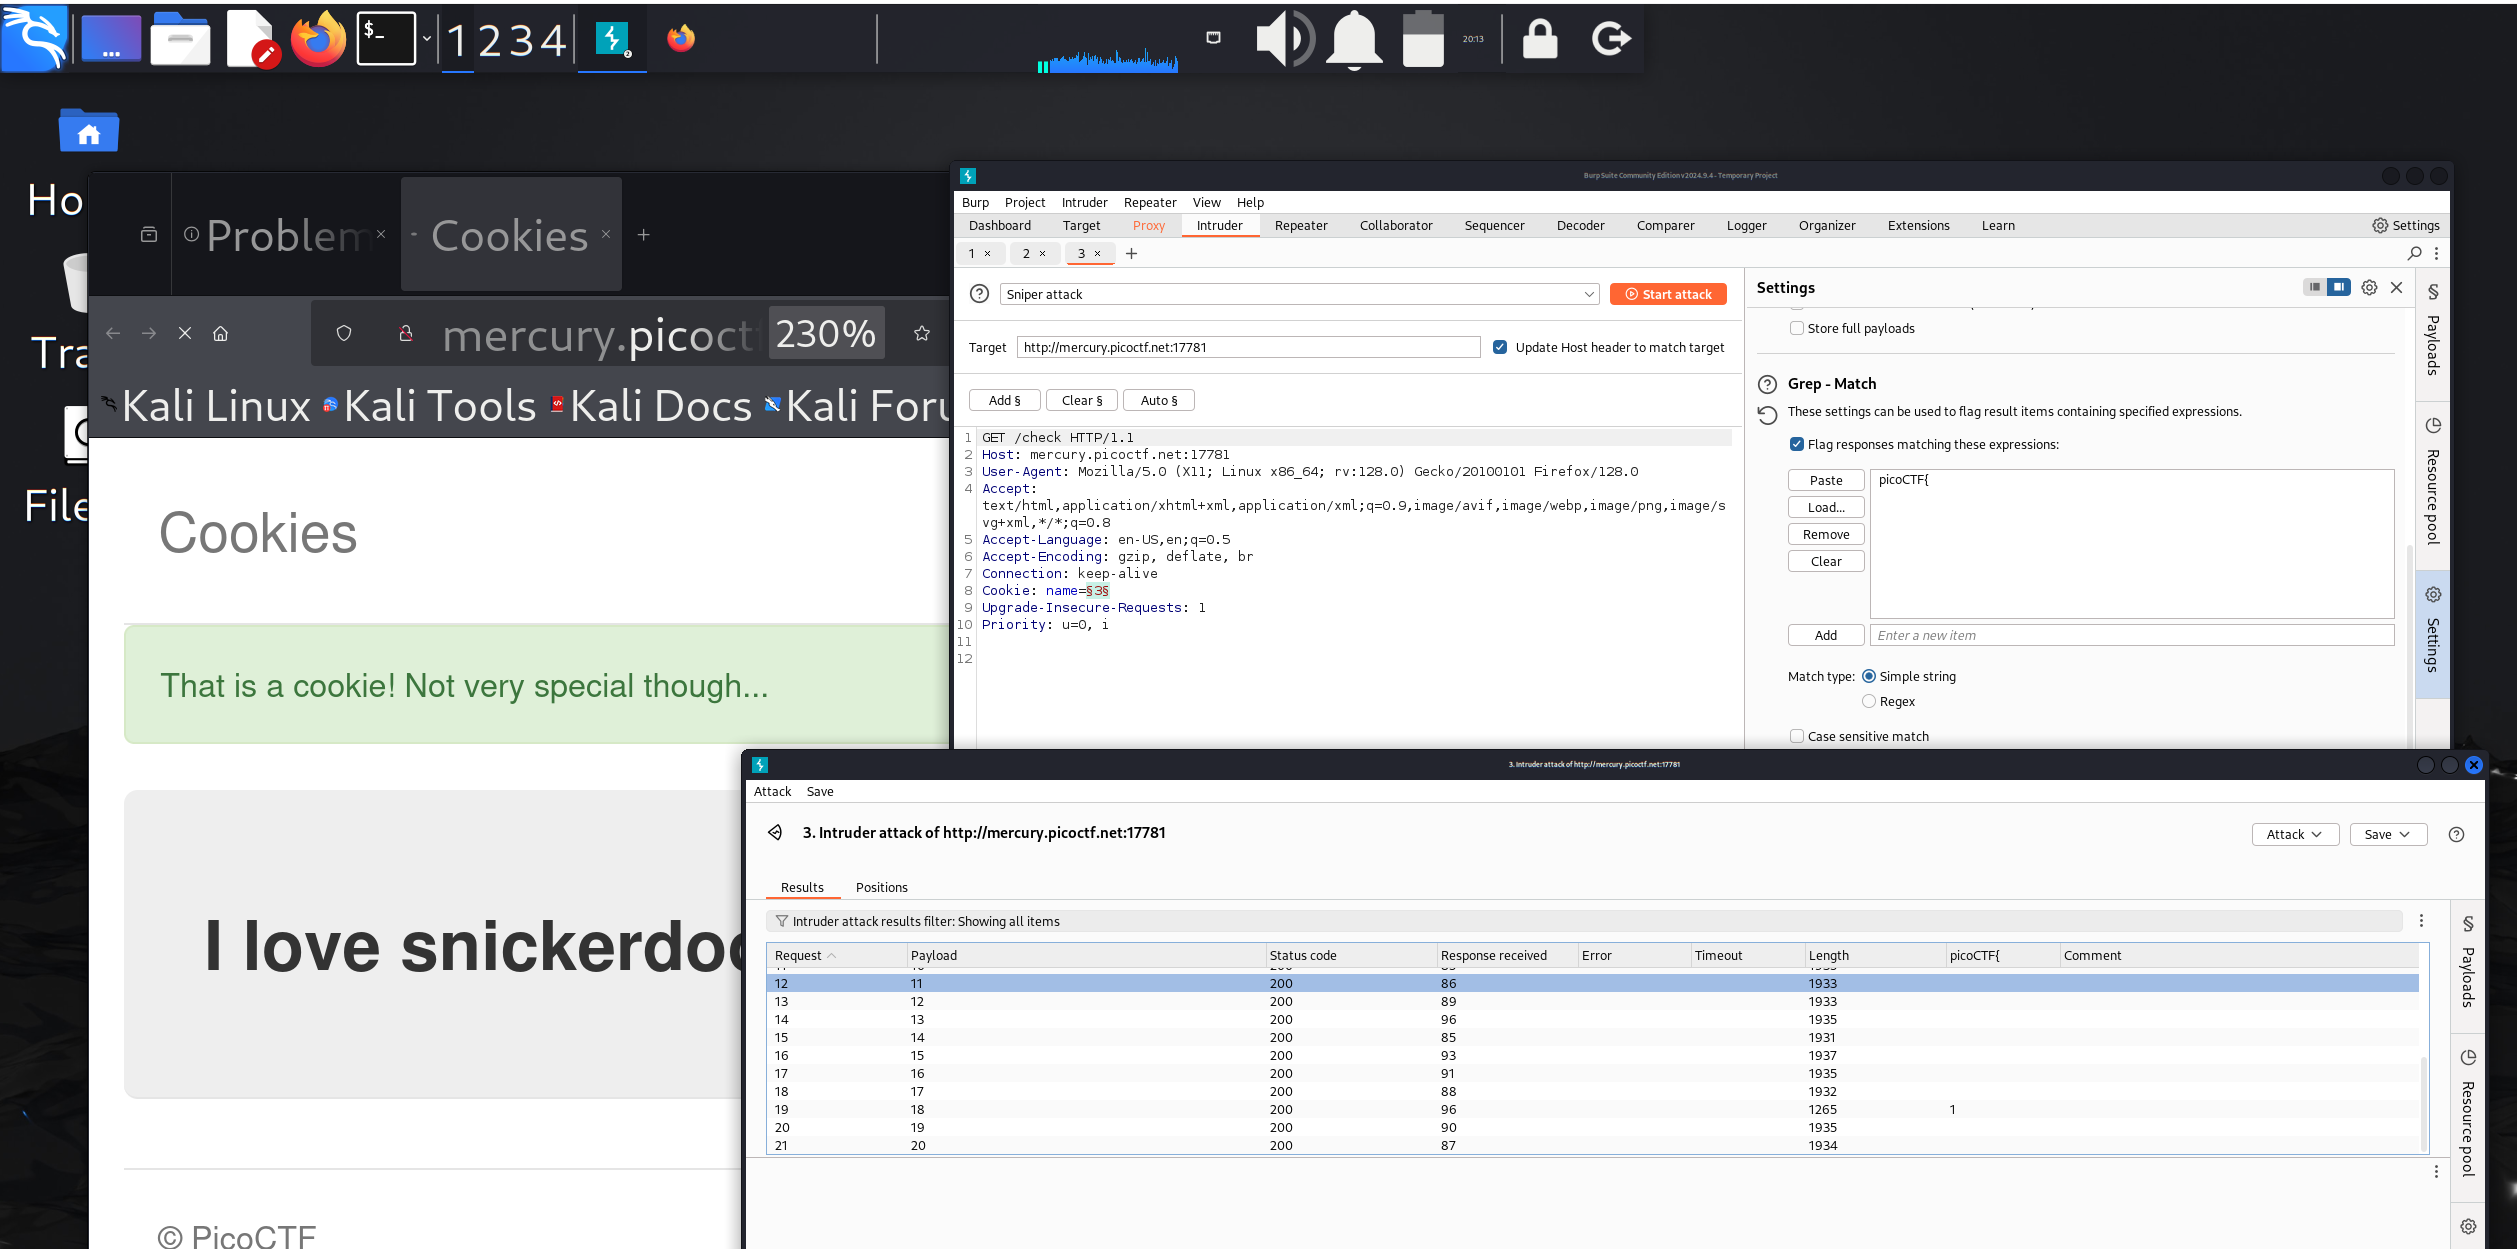 $_
1 2 3 4
20:13
Ho
Tra
File
Problem
Cookies
mercury.picoctf
230%
Kali Linux
Kali Tools
Kali Docs
Kali Foru
Cookies
That is a cookie! Not very special though...
I love snickerdoo
© PicoCTF
Burp Suite Community Edition v2024.9.4 - Temporary Project
Burp Project Intruder Repeater View Help
Dashboard Target Proxy Intruder Repeater Collaborator Sequencer Decoder Comparer Logger Organizer Extensions Learn Settings
1 × 2 × 3 × +
Sniper attack
Start attack
Target http://mercury.picoctf.net:17781 Update Host header to match target
Add § Clear § Auto §
1 GET /check HTTP/1.1
2 Host: mercury.picoctf.net:17781
3 User-Agent: Mozilla/5.0 (X11; Linux x86_64; rv:128.0) Gecko/20100101 Firefox/128.0
4 Accept:
text/html,application/xhtml+xml,application/xml;q=0.9,image/avif,image/webp,image/png,image/s
vg+xml,*/*;q=0.8
5 Accept-Language: en-US,en;q=0.5
6 Accept-Encoding: gzip, deflate, br
7 Connection: keep-alive
8 Cookie: name=§3§
9 Upgrade-Insecure-Requests: 1
10 Priority: u=0, i
11
12
Settings
Store full payloads
Grep - Match
These settings can be used to flag result items containing specified expressions.
Flag responses matching these expressions:
Paste
Load...
Remove
Clear
picoCTF{
Add
Enter a new item
Match type: Simple string
Regex
Case sensitive match
Payloads
Resource pool
Settings
3. Intruder attack of http://mercury.picoctf.net:17781
Attack Save
3. Intruder attack of http://mercury.picoctf.net:17781
Attack
Save
Results Positions
Intruder attack results filter: Showing all items
Request Payload Status code Response received Error Timeout Length picoCTF{ Comment
12 11 200 86 1933
13 12 200 89 1933
14 13 200 96 1935
15 14 200 85 1931
16 15 200 93 1937
17 16 200 91 1935
18 17 200 88 1932
19 18 200 96 1265 1
20 19 200 90 1935
21 20 200 87 1934
Payloads
Resource pool